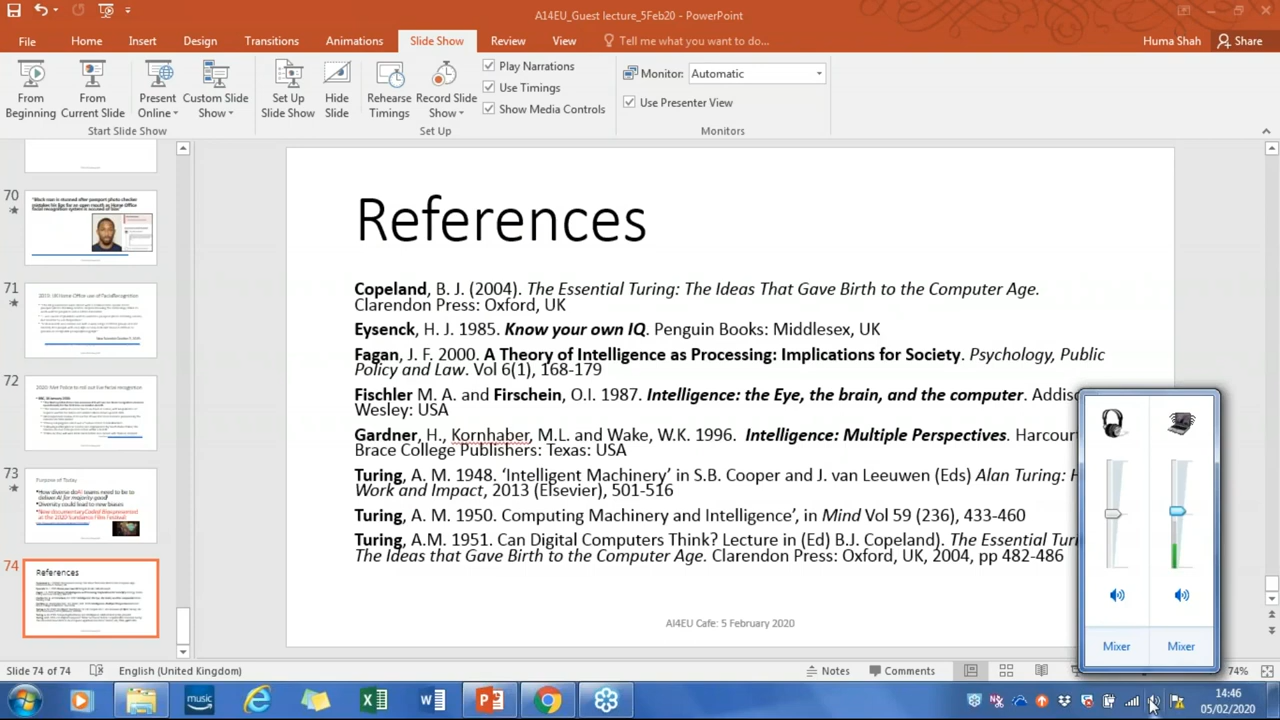 A14EU_Guest lecture_5Feb20 - PowerPoint
File Home Insert Design Transitions Animations Slide Show Review View Tell me what you want to do... Huma Shah Share
From Beginning
From Current Slide
Present Online
Custom Slide Show
Start Slide Show
Set Up Slide Show
Hide Slide
Rehearse Timings
Record Slide Show
Play Narrations
Use Timings
Show Media Controls
Set Up
Monitor: Automatic
Use Presenter View
Monitors
70
71
72
73
Purpose of Today
74
References
References
Copeland, B. J. (2004). The Essential Turing: The Ideas That Gave Birth to the Computer Age.
Clarendon Press: Oxford, UK
Eysenck, H. J. 1985. Know your own IQ. Penguin Books: Middlesex, UK
Fagan, J. F. 2000. A Theory of Intelligence as Processing: Implications for Society. Psychology, Public
Policy and Law. Vol 6(1), 168-179
Fischler M. A. and Firschein, O.I. 1987. Intelligence: the Eye, the brain, and the computer.
Wesley: USA
Gardner, H., Kornhaber, M.L. and Wake, W.K. 1996. Intelligence: Multiple Perspectives. Harcourt
Brace College Publishers: Texas: USA
Turing, A. M. 1948, ‘Intelligent Machinery’ in S.B. Cooper and J. van Leeuwen (Eds) Alan Turing:
Work and Impact, 2013 (Elsevier), 501-516
Turing, A. M. 1950, ‘Computing Machinery and Intelligence’, in Mind Vol 59 (236), 433-460
Turing, A.M. 1951. Can Digital Computers Think? Lecture in (Ed) B.J. Copeland). The Essential
The Ideas that Gave Birth to the Computer Age. Clarendon Press: Oxford, UK, 2004, pp 482-486
AI4EU Cafe: 5 February 2020
Mixer Mixer
Slide 74 of 74 English (United Kingdom) Notes Comments 74%
music
14:46
05/02/2020